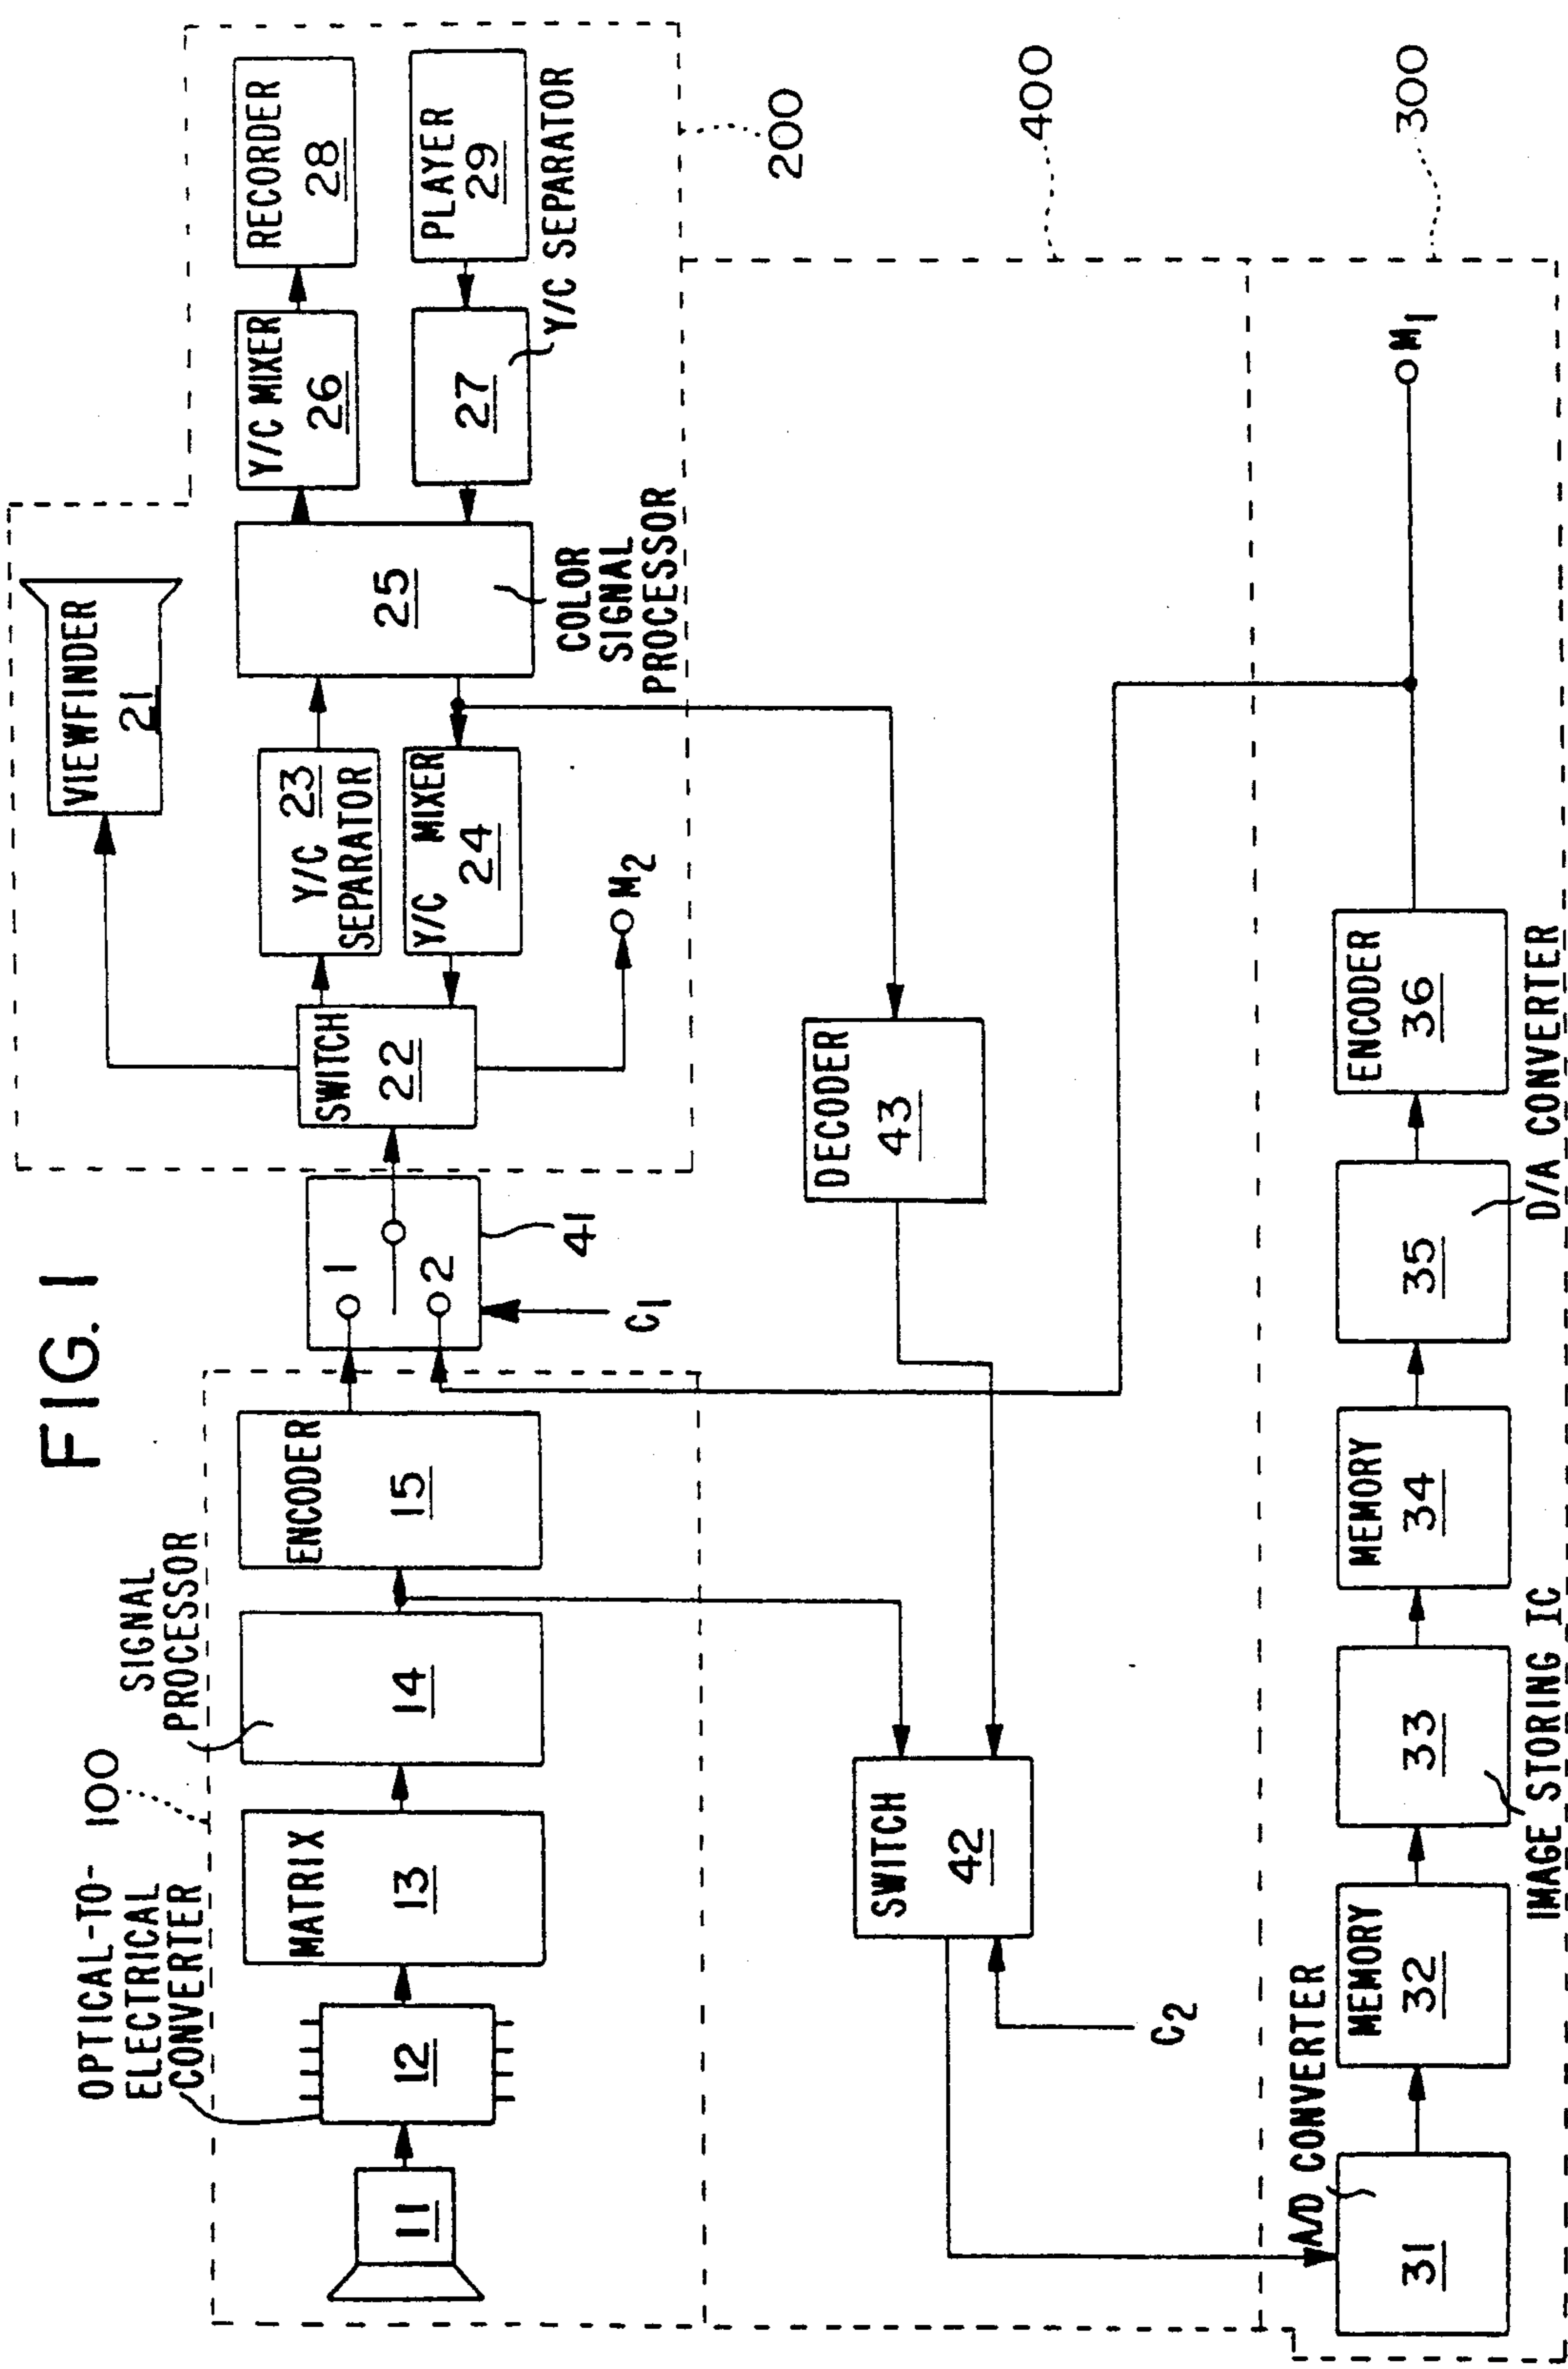 FIG. 1
OPTICAL-TO-
ELECTRICAL
CONVERTER
100
SIGNAL
PROCESSOR
11
12
MATRIX
13
14
ENCODER
15
1
2
41
C1
VIEWFINDER
21
SWITCH
22
Y/C 23
SEPARATOR
Y/C MIXER
24
M2
25
COLOR
SIGNAL
PROCESSOR
Y/C MIXER
26
RECORDER
28
27
PLAYER
29
Y/C SEPARATOR
200
SWITCH
42
C2
DECODER
43
400
A/D CONVERTER
31
MEMORY
32
33
IMAGE STORING IC
MEMORY
34
35
D/A CONVERTER
ENCODER
36
M1
300